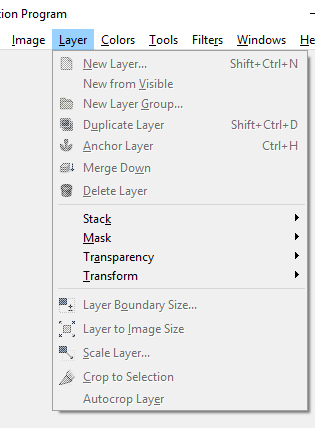 tion Program
Image Layer Colors Tools Filters Windows He
New Layer... Shift+Ctrl+N
New from Visible
New Layer Group...
Duplicate Layer Shift+Ctrl+D
Anchor Layer Ctrl+H
Merge Down
Delete Layer
Stack
Mask
Transparency
Transform
Layer Boundary Size...
Layer to Image Size
Scale Layer...
Crop to Selection
Autocrop Layer